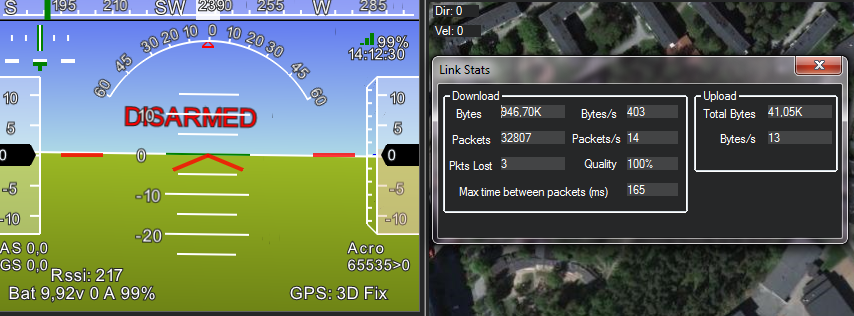 S 195 210 SW 2390 255 W 285
60 45 30 20 10 0 10 20 30 45 60
99%
14:12:30
DISARMED
10
10
10
5
5
0
0
0
-5
-5
-10
-10
-10
-20
AS 0,0
GS 0,0
Acro
65535>0
Rssi: 217
Bat 9,92v 0 A 99%
GPS: 3D Fix
Dir: 0
Vel: 0
Link Stats
Download
Bytes 946,70K Bytes/s 403
Packets 32807 Packets/s 14
Pkts Lost 3 Quality 100%
Max time between packets (ms) 165
Upload
Total Bytes 41,05K
Bytes/s 13